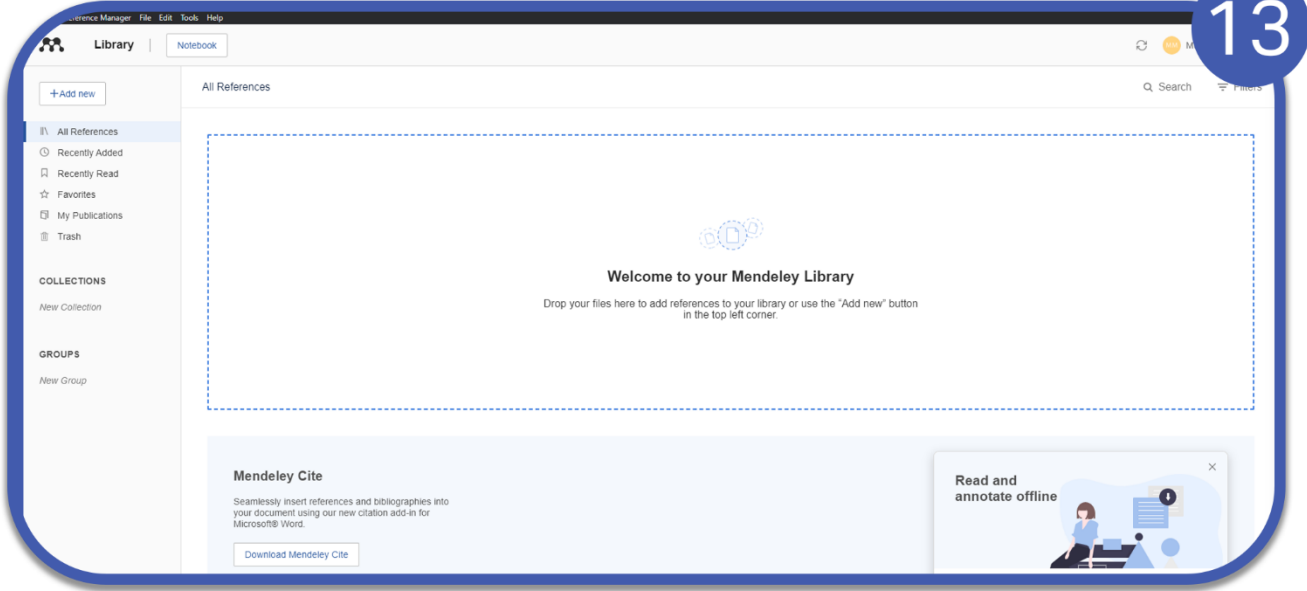 Reference Manager File Edit Tools Help
13
Library
Notebook
+Add new
All References
Search
Filters
All References
Recently Added
Recently Read
Favorites
My Publications
Trash
COLLECTIONS
New Collection
GROUPS
New Group
Welcome to your Mendeley Library
Drop your files here to add references to your library or use the "Add new" button
in the top left corner.
Mendeley Cite
Seamlessly insert references and bibliographies into
your document using our new citation add-in for
Microsoft® Word.
Download Mendeley Cite
Read and
annotate offline